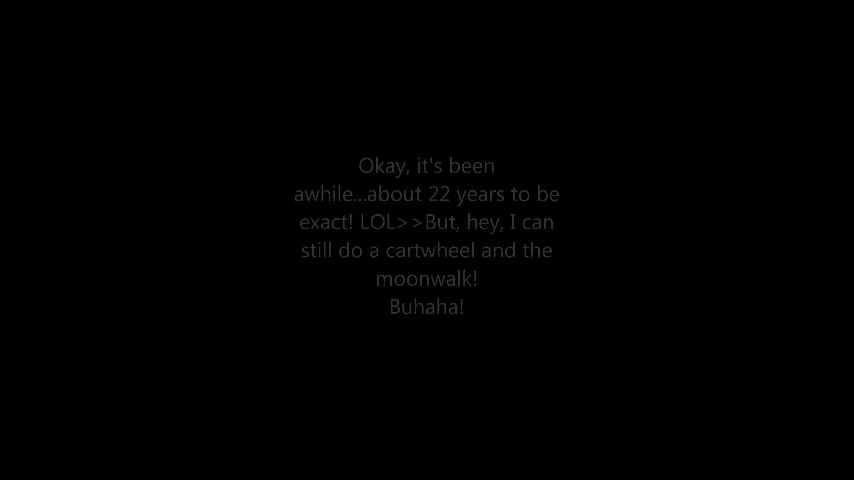 Okay, it's been
awhile...about 22 years to be
exact! LOL>>But, hey, I can
still do a cartwheel and the
moonwalk!
Buhaha!